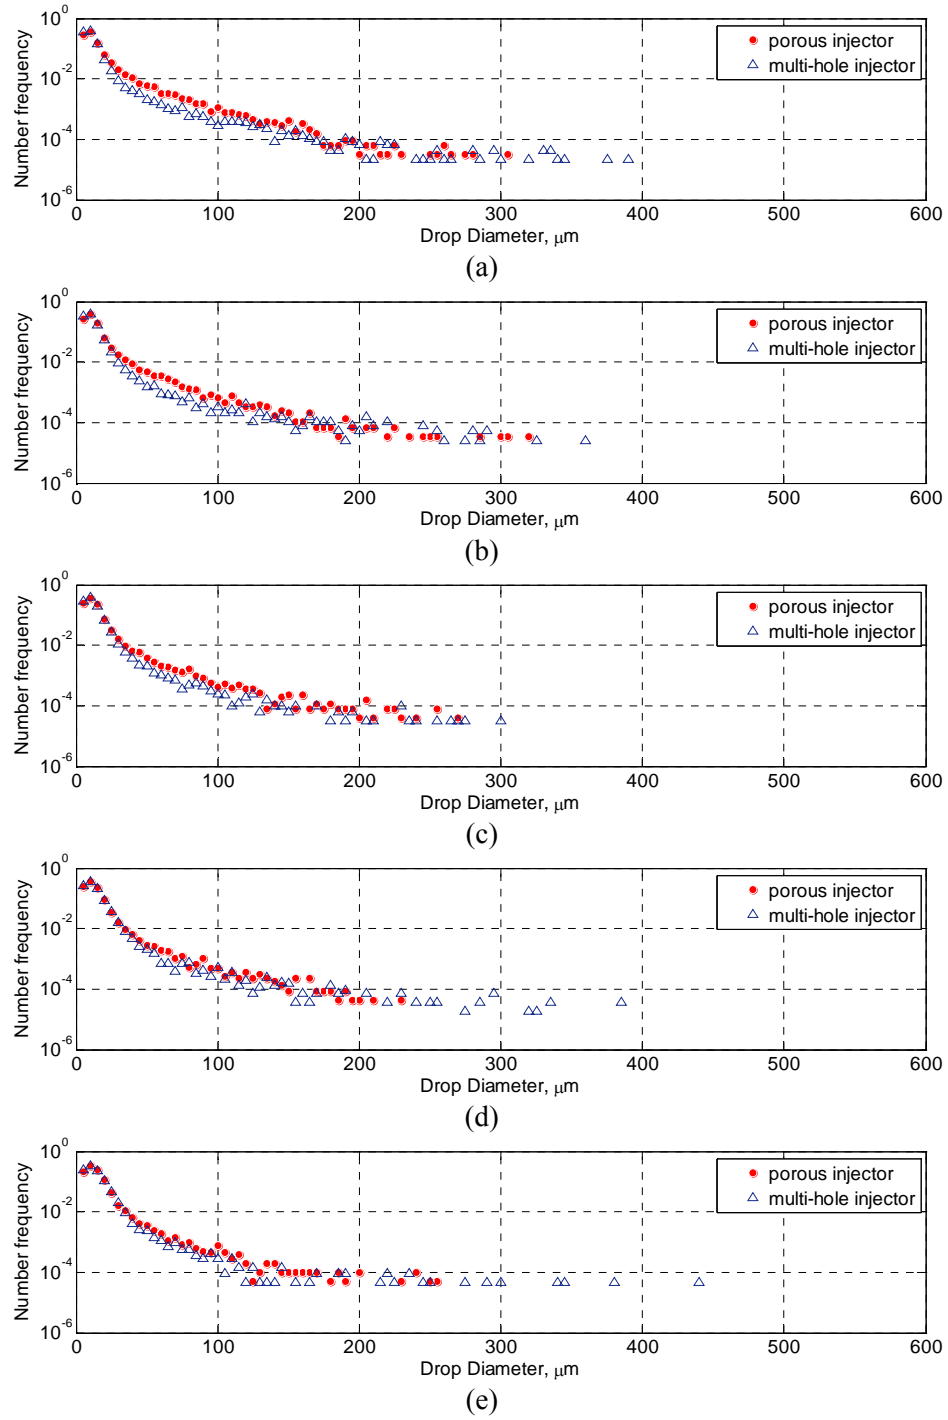 10^0
10^-2
10^-4
10^-6
Number frequency
porous injector
multi-hole injector
0 100 200 300 400 500 600
Drop Diameter, μm
(a)
10^0
10^-2
10^-4
10^-6
Number frequency
porous injector
multi-hole injector
0 100 200 300 400 500 600
Drop Diameter, μm
(b)
10^0
10^-2
10^-4
10^-6
Number frequency
porous injector
multi-hole injector
0 100 200 300 400 500 600
Drop Diameter, μm
(c)
10^0
10^-2
10^-4
10^-6
Number frequency
porous injector
multi-hole injector
0 100 200 300 400 500 600
Drop Diameter, μm
(d)
10^0
10^-2
10^-4
10^-6
Number frequency
porous injector
multi-hole injector
0 100 200 300 400 500 600
Drop Diameter, μm
(e)